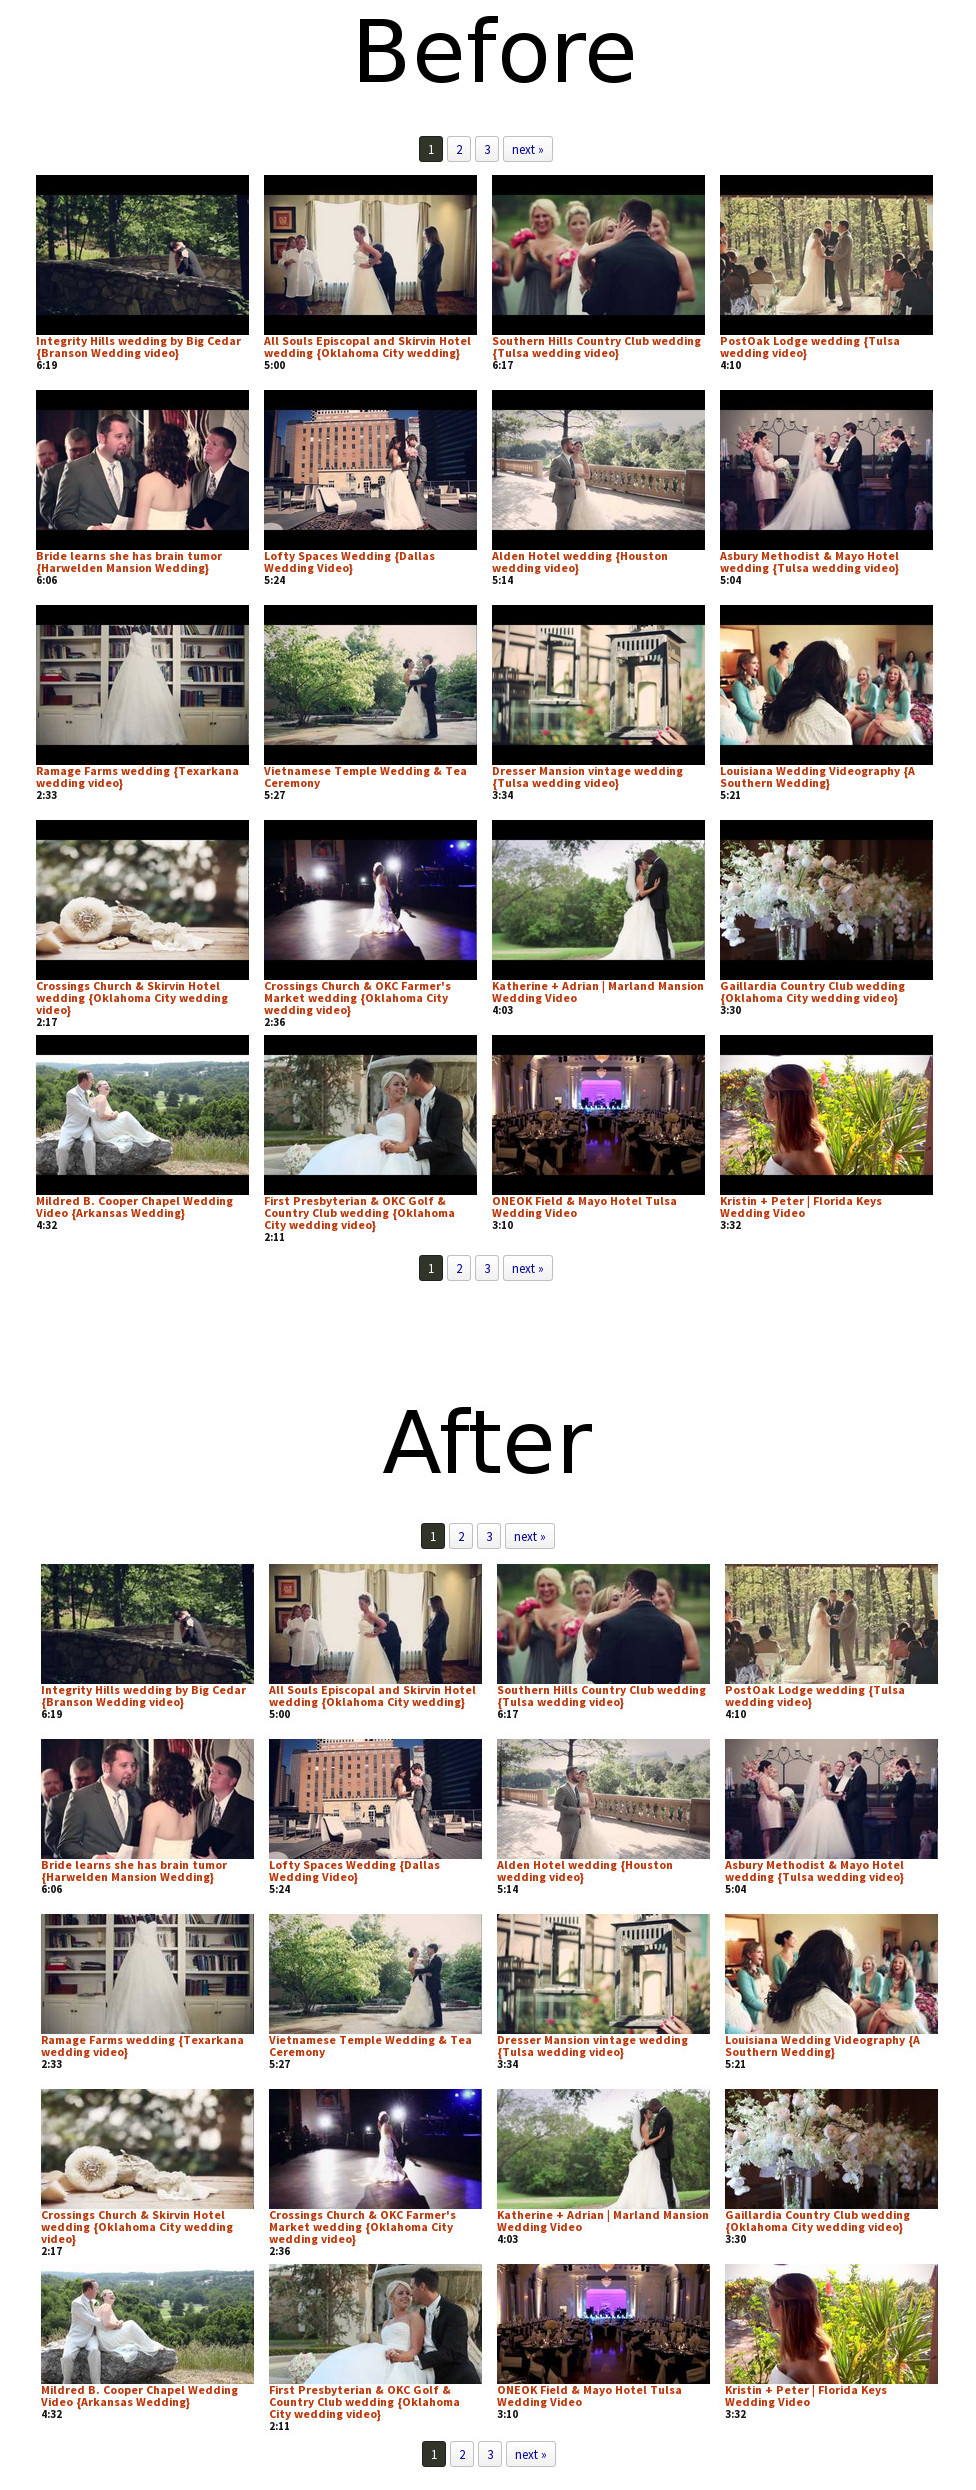 Before
1 2 3 next »
Integrity Hills wedding by Big Cedar
{Branson Wedding video}
6:19
All Souls Episcopal and Skirvin Hotel
wedding {Oklahoma City wedding}
5:00
Southern Hills Country Club wedding
{Tulsa wedding video}
6:17
PostOak Lodge wedding {Tulsa
wedding video}
4:10
Bride learns she has brain tumor
{Harwelden Mansion Wedding}
6:06
Lofty Spaces Wedding {Dallas
Wedding Video}
5:24
Alden Hotel wedding {Houston
wedding video}
5:14
Asbury Methodist & Mayo Hotel
wedding {Tulsa wedding video}
5:04
Ramage Farms wedding {Texarkana
wedding video}
2:33
Vietnamese Temple Wedding & Tea
Ceremony
5:27
Dresser Mansion vintage wedding
{Tulsa wedding video}
3:34
Louisiana Wedding Videography {A
Southern Wedding}
5:21
Crossings Church & Skirvin Hotel
wedding {Oklahoma City wedding
video}
2:17
Crossings Church & OKC Farmer's
Market wedding {Oklahoma City
wedding video}
2:36
Katherine + Adrian | Marland Mansion
Wedding Video
4:03
Gaillardia Country Club wedding
{Oklahoma City wedding video}
3:30
Mildred B. Cooper Chapel Wedding
Video {Arkansas Wedding}
4:32
First Presbyterian & OKC Golf &
Country Club wedding {Oklahoma
City wedding video}
2:11
ONEOK Field & Mayo Hotel Tulsa
Wedding Video
3:10
Kristin + Peter | Florida Keys
Wedding Video
3:32
1 2 3 next »
After
1 2 3 next »
Integrity Hills wedding by Big Cedar
{Branson Wedding video}
6:19
All Souls Episcopal and Skirvin Hotel
wedding {Oklahoma City wedding}
5:00
Southern Hills Country Club wedding
{Tulsa wedding video}
6:17
PostOak Lodge wedding {Tulsa
wedding video}
4:10
Bride learns she has brain tumor
{Harwelden Mansion Wedding}
6:06
Lofty Spaces Wedding {Dallas
Wedding Video}
5:24
Alden Hotel wedding {Houston
wedding video}
5:14
Asbury Methodist & Mayo Hotel
wedding {Tulsa wedding video}
5:04
Ramage Farms wedding {Texarkana
wedding video}
2:33
Vietnamese Temple Wedding & Tea
Ceremony
5:27
Dresser Mansion vintage wedding
{Tulsa wedding video}
3:34
Louisiana Wedding Videography {A
Southern Wedding}
5:21
Crossings Church & Skirvin Hotel
wedding {Oklahoma City wedding
video}
2:17
Crossings Church & OKC Farmer's
Market wedding {Oklahoma City
wedding video}
2:36
Katherine + Adrian | Marland Mansion
Wedding Video
4:03
Gaillardia Country Club wedding
{Oklahoma City wedding video}
3:30
Mildred B. Cooper Chapel Wedding
Video {Arkansas Wedding}
4:32
First Presbyterian & OKC Golf &
Country Club wedding {Oklahoma
City wedding video}
2:11
ONEOK Field & Mayo Hotel Tulsa
Wedding Video
3:10
Kristin + Peter | Florida Keys
Wedding Video
3:32
1 2 3 next »